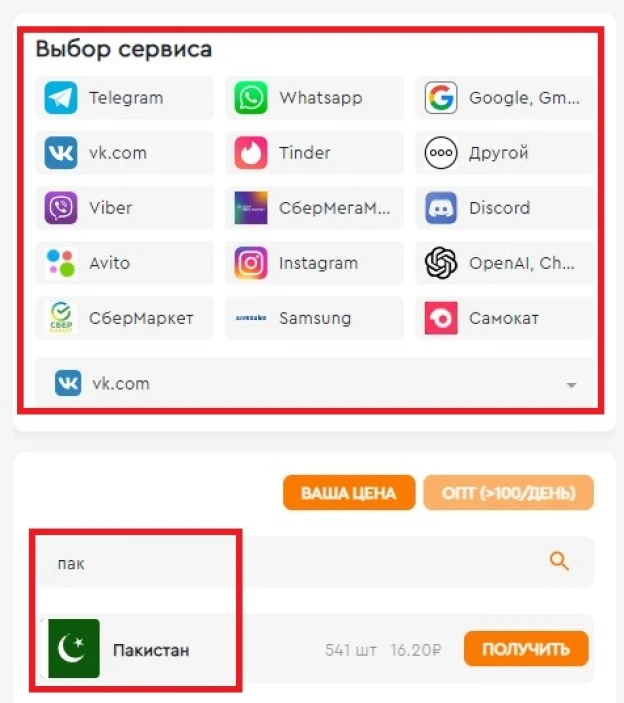 Выбор сервиса
Telegram Whatsapp Google, Gm...
vk.com Tinder Другой
Viber СберМегаМ... Discord
Avito Instagram OpenAI, Ch...
СберМаркет Samsung Самокат
vk.com
ВАША ЦЕНА ОПТ (>100/ДЕНЬ)
пак
Пакистан 541 шт 16.20₽ ПОЛУЧИТЬ